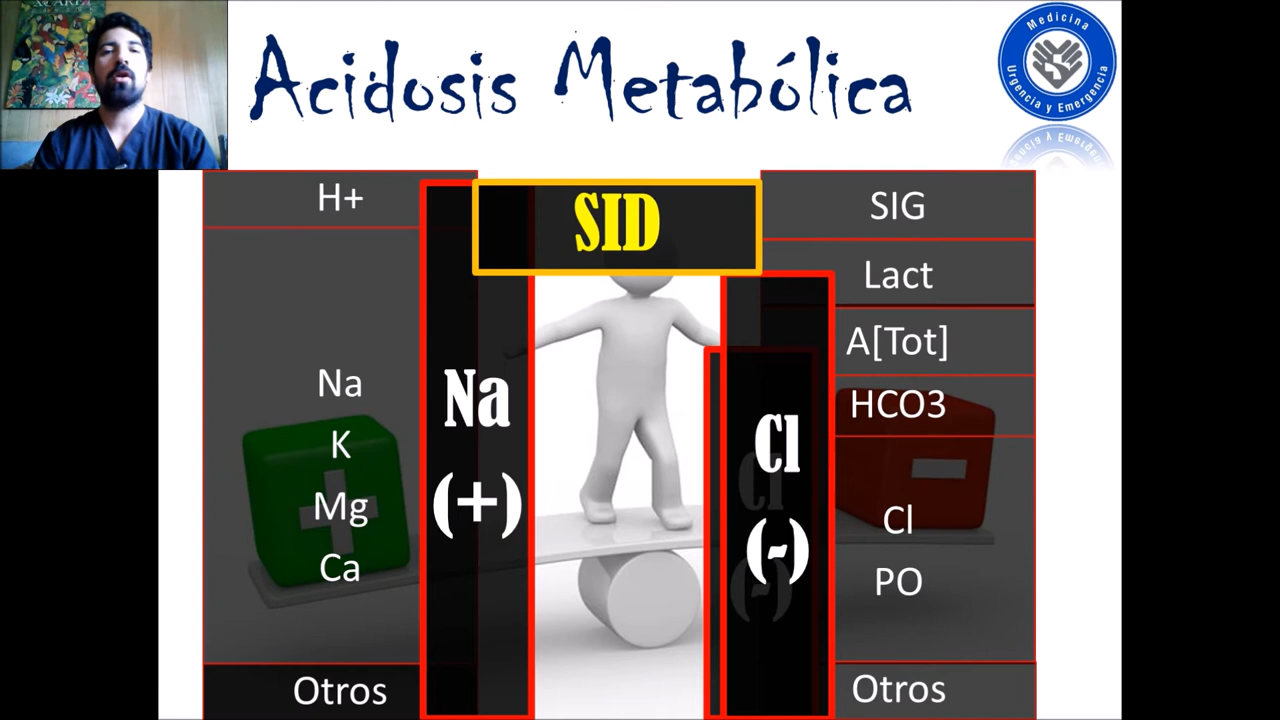 Acidosis Metabólica
Medicina
Urgencia y Emergencia
H+
Na
K
Mg
Ca
Otros
SID
Na
(+)
Cl
(-)
Cl
(-)
SIG
Lact
A[Tot]
HCO3
Cl
PO
Otros